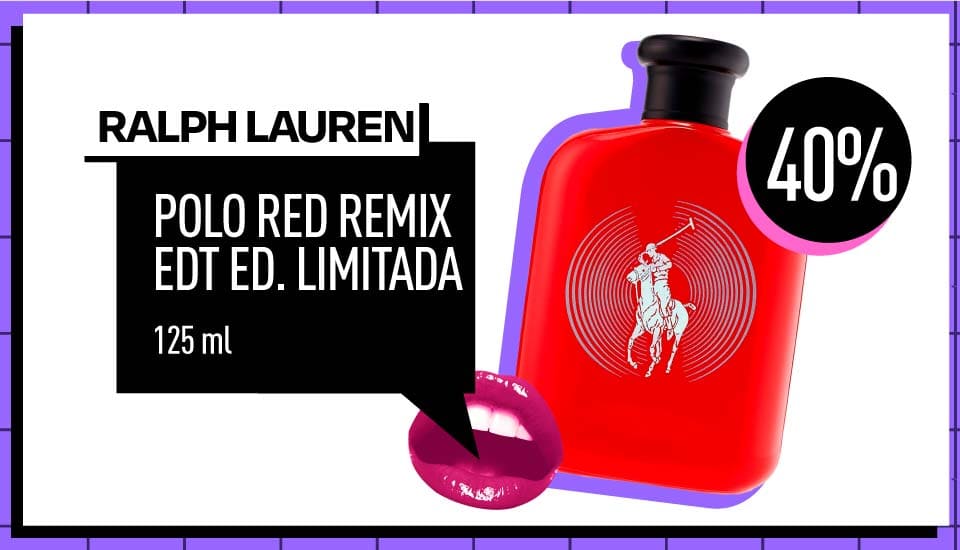 RALPH LAUREN
POLO RED REMIX
EDT ED. LIMITADA
125 ml
40%